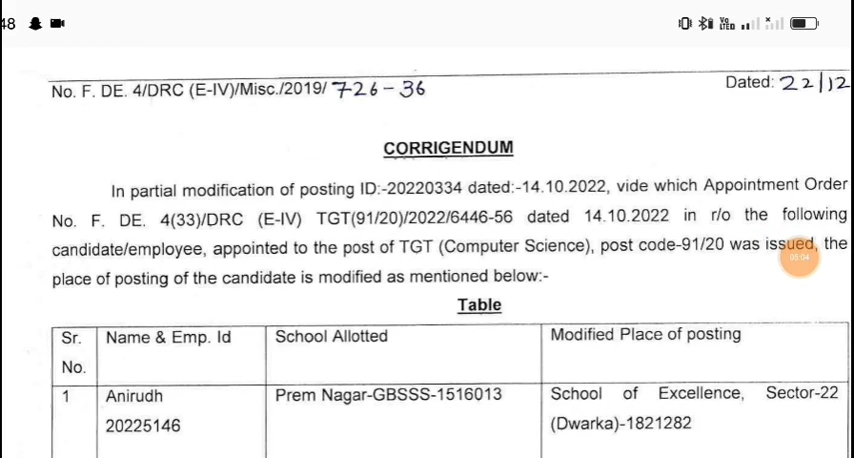 48
No. F. DE. 4/DRC (E-IV)/Misc./2019/ 726-36 Dated: 22/12
CORRIGENDUM
In partial modification of posting ID:-20220334 dated:-14.10.2022, vide which Appointment Order
No. F. DE. 4(33)/DRC (E-IV) TGT(91/20)/2022/6446-56 dated 14.10.2022 in r/o the following
candidate/employee, appointed to the post of TGT (Computer Science), post code-91/20 was issued, the
05:04
place of posting of the candidate is modified as mentioned below:-
Table
Sr. Name & Emp. Id School Allotted Modified Place of posting
No.
1 Anirudh Prem Nagar-GBSSS-1516013 School of Excellence, Sector-22
20225146 (Dwarka)-1821282